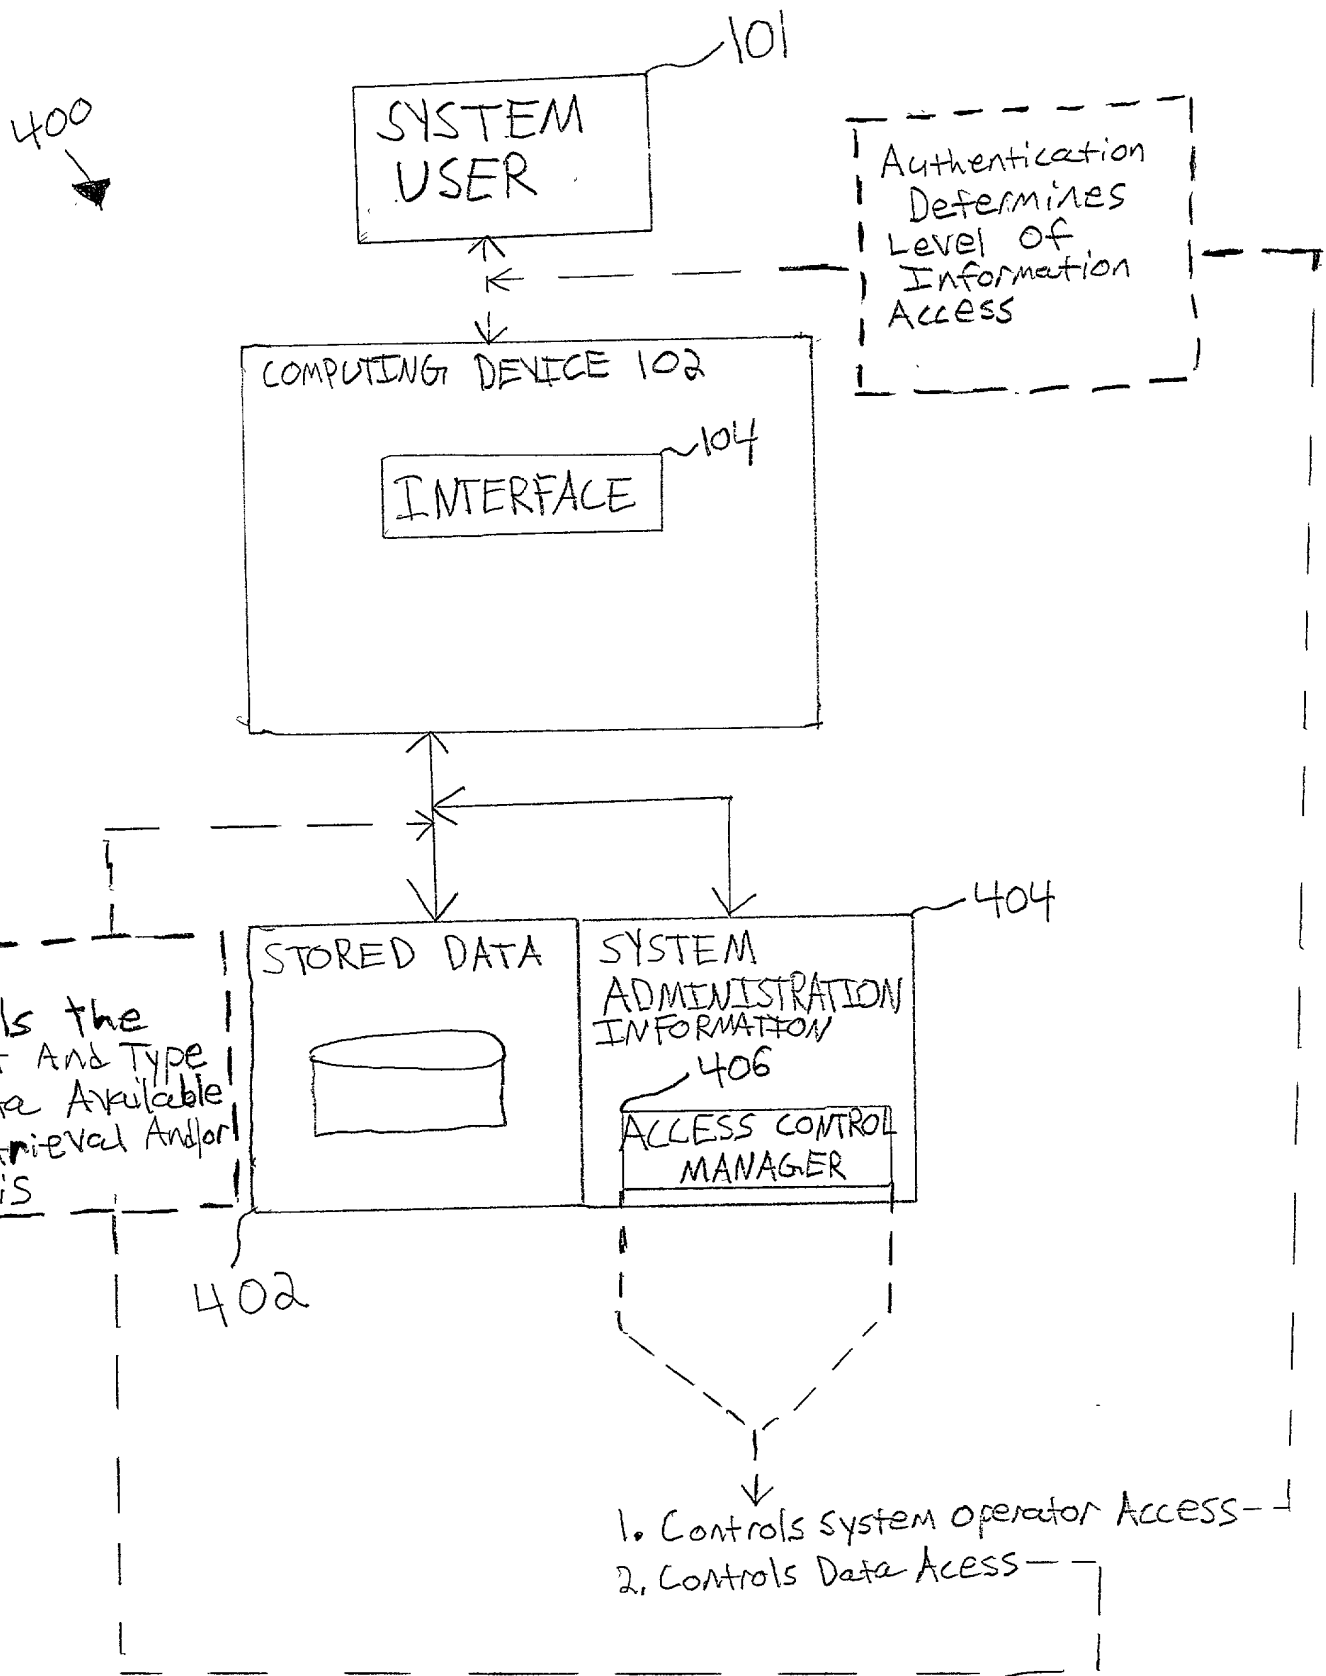 400
101
SYSTEM
USER
Authentication
Determines
Level Of
Information
Access
COMPUTING DEVICE 102
104
INTERFACE
404
STORED DATA
SYSTEM
ADMINISTRATION
INFORMATION
406
ACCESS CONTROL
MANAGER
the
And Type
Available
And/or
402
1. Controls system operator Access
2. Controls Data Acess